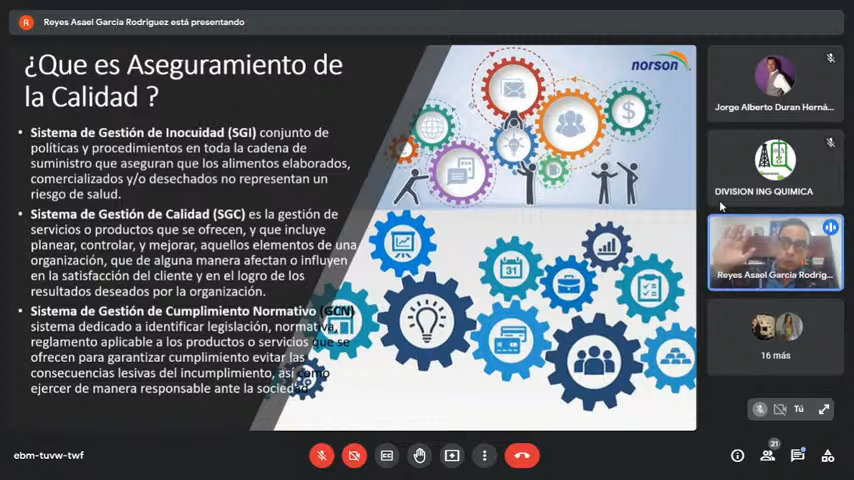 R Reyes Asael Garcia Rodríguez está presentando
¿Que es Aseguramiento de
la Calidad ?
• Sistema de Gestión de Inocuidad (SGI) conjunto de
políticas y procedimientos en toda la cadena de
suministro que aseguran que los alimentos elaborados,
comercializados y/o desechados no representan un
riesgo de salud.
• Sistema de Gestión de Calidad (SGC) es la gestión de
servicios o productos que se ofrecen, y que incluye
planear, controlar, y mejorar, aquellos elementos de una
organización, que de alguna manera afectan o influyen
en la satisfacción del cliente y en el logro de los
resultados deseados por la organización.
• Sistema de Gestión de Cumplimiento Normativo (GCN)
sistema dedicado a identificar legislación, normativa,
reglamento aplicable a los productos o servicios que se
ofrecen para garantizar cumplimiento evitar las
consecuencias lesivas del incumplimiento, así como
ejercer de manera responsable ante la sociedad
norson
$
31
Jorge Alberto Duran Herná...
DIVISION ING QUIMICA
Reyes Asael Garcia Rodríg...
16 más
Tú
ebm-tuvw-twf
21